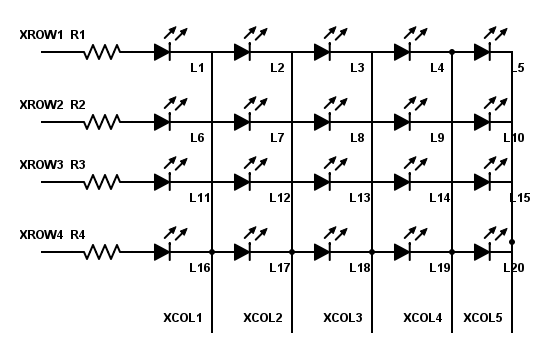 XROW1 R1
L1 L2 L3 L4 L5
XROW2 R2
L6 L7 L8 L9 L10
XROW3 R3
L11 L12 L13 L14 L15
XROW4 R4
L16 L17 L18 L19 L20
XCOL1 XCOL2 XCOL3 XCOL4 XCOL5